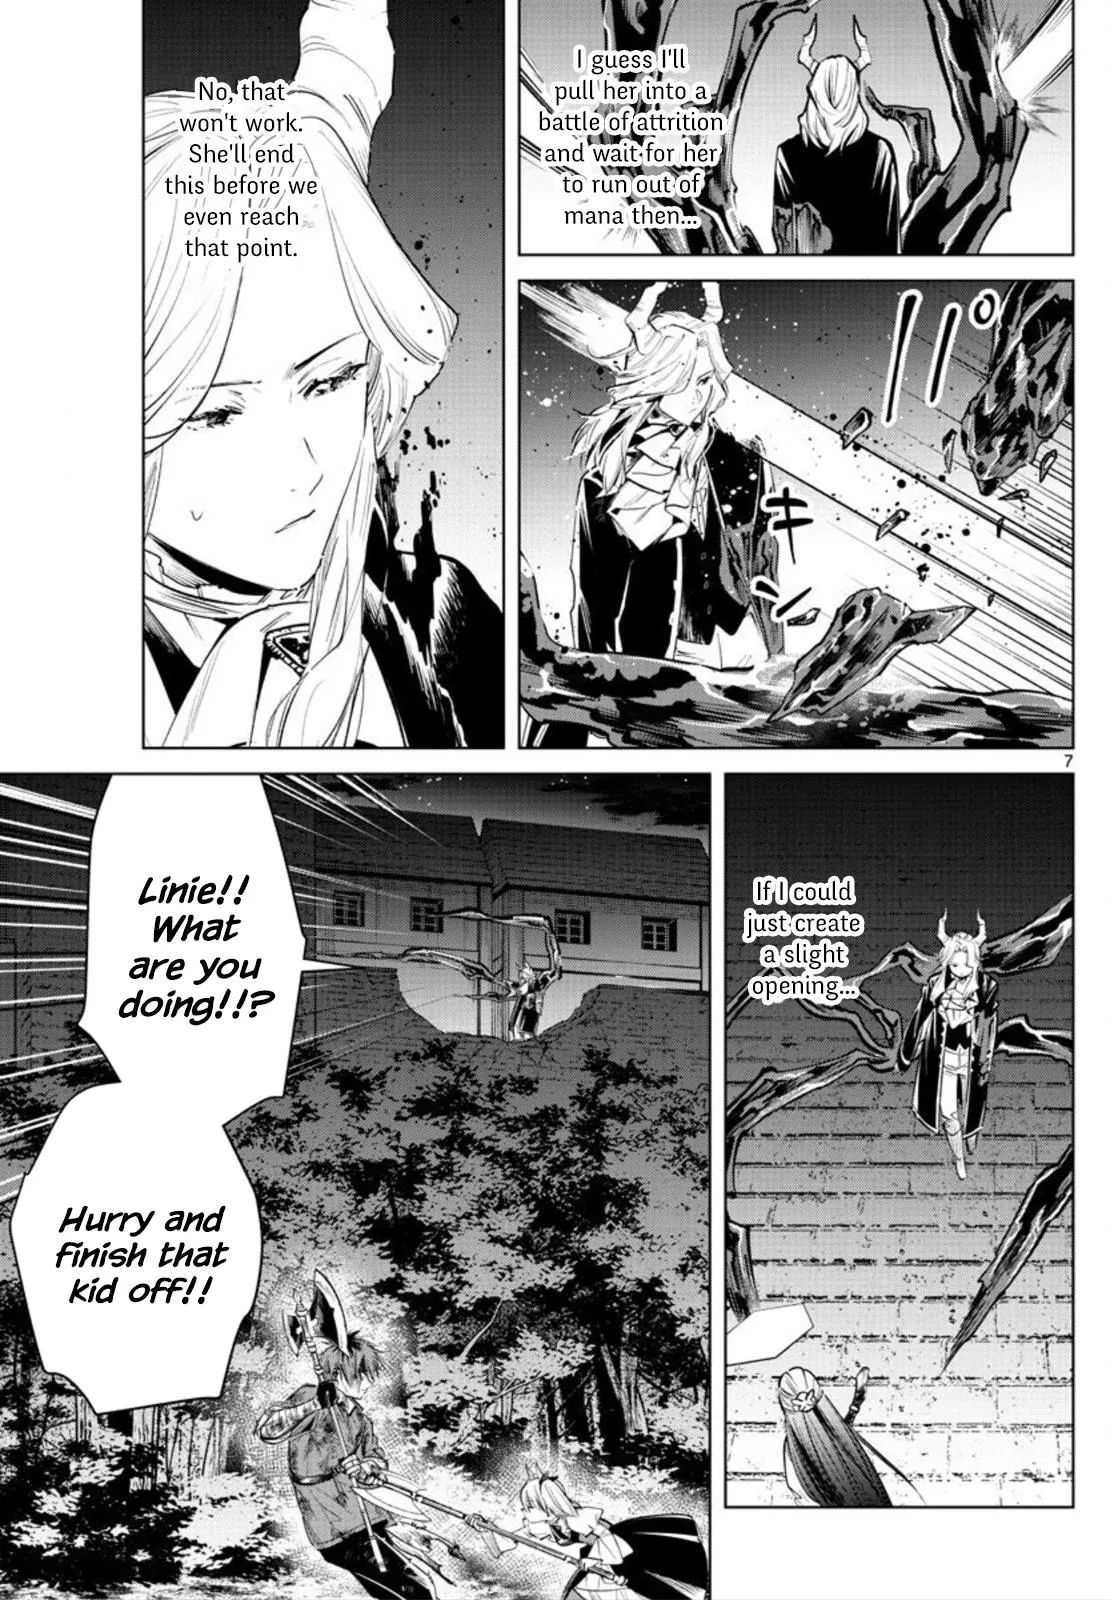 I guess I'll
pull her into a
battle of attrition
and wait for her
to run out of
mana then...
キン
No, that
won't work.
She'll end
this before we
even reach
that point.
7
If I could
just create
a slight
opening...
Linie!!
What
are you
doing!!?
Hurry and
finish that
kid off!!